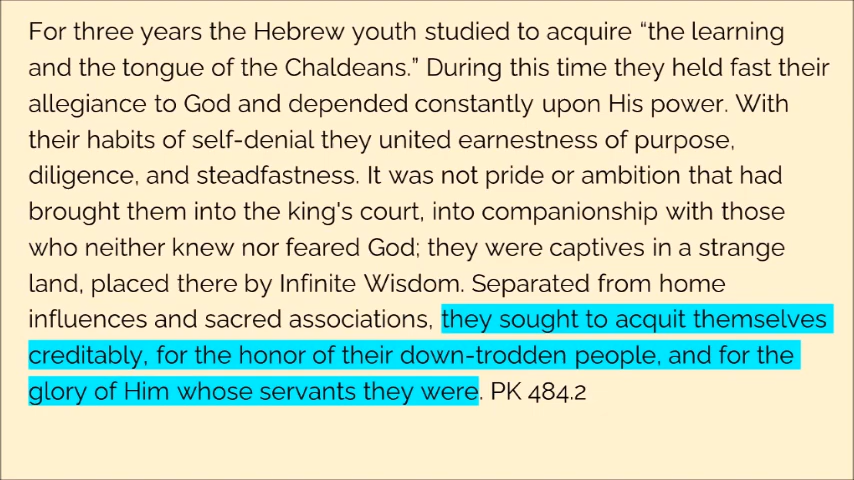 For three years the Hebrew youth studied to acquire “the learning
and the tongue of the Chaldeans.” During this time they held fast their
allegiance to God and depended constantly upon His power. With
their habits of self-denial they united earnestness of purpose,
diligence, and steadfastness. It was not pride or ambition that had
brought them into the king's court, into companionship with those
who neither knew nor feared God; they were captives in a strange
land, placed there by Infinite Wisdom. Separated from home
influences and sacred associations, they sought to acquit themselves
creditably, for the honor of their down-trodden people, and for the
glory of Him whose servants they were. PK 484.2